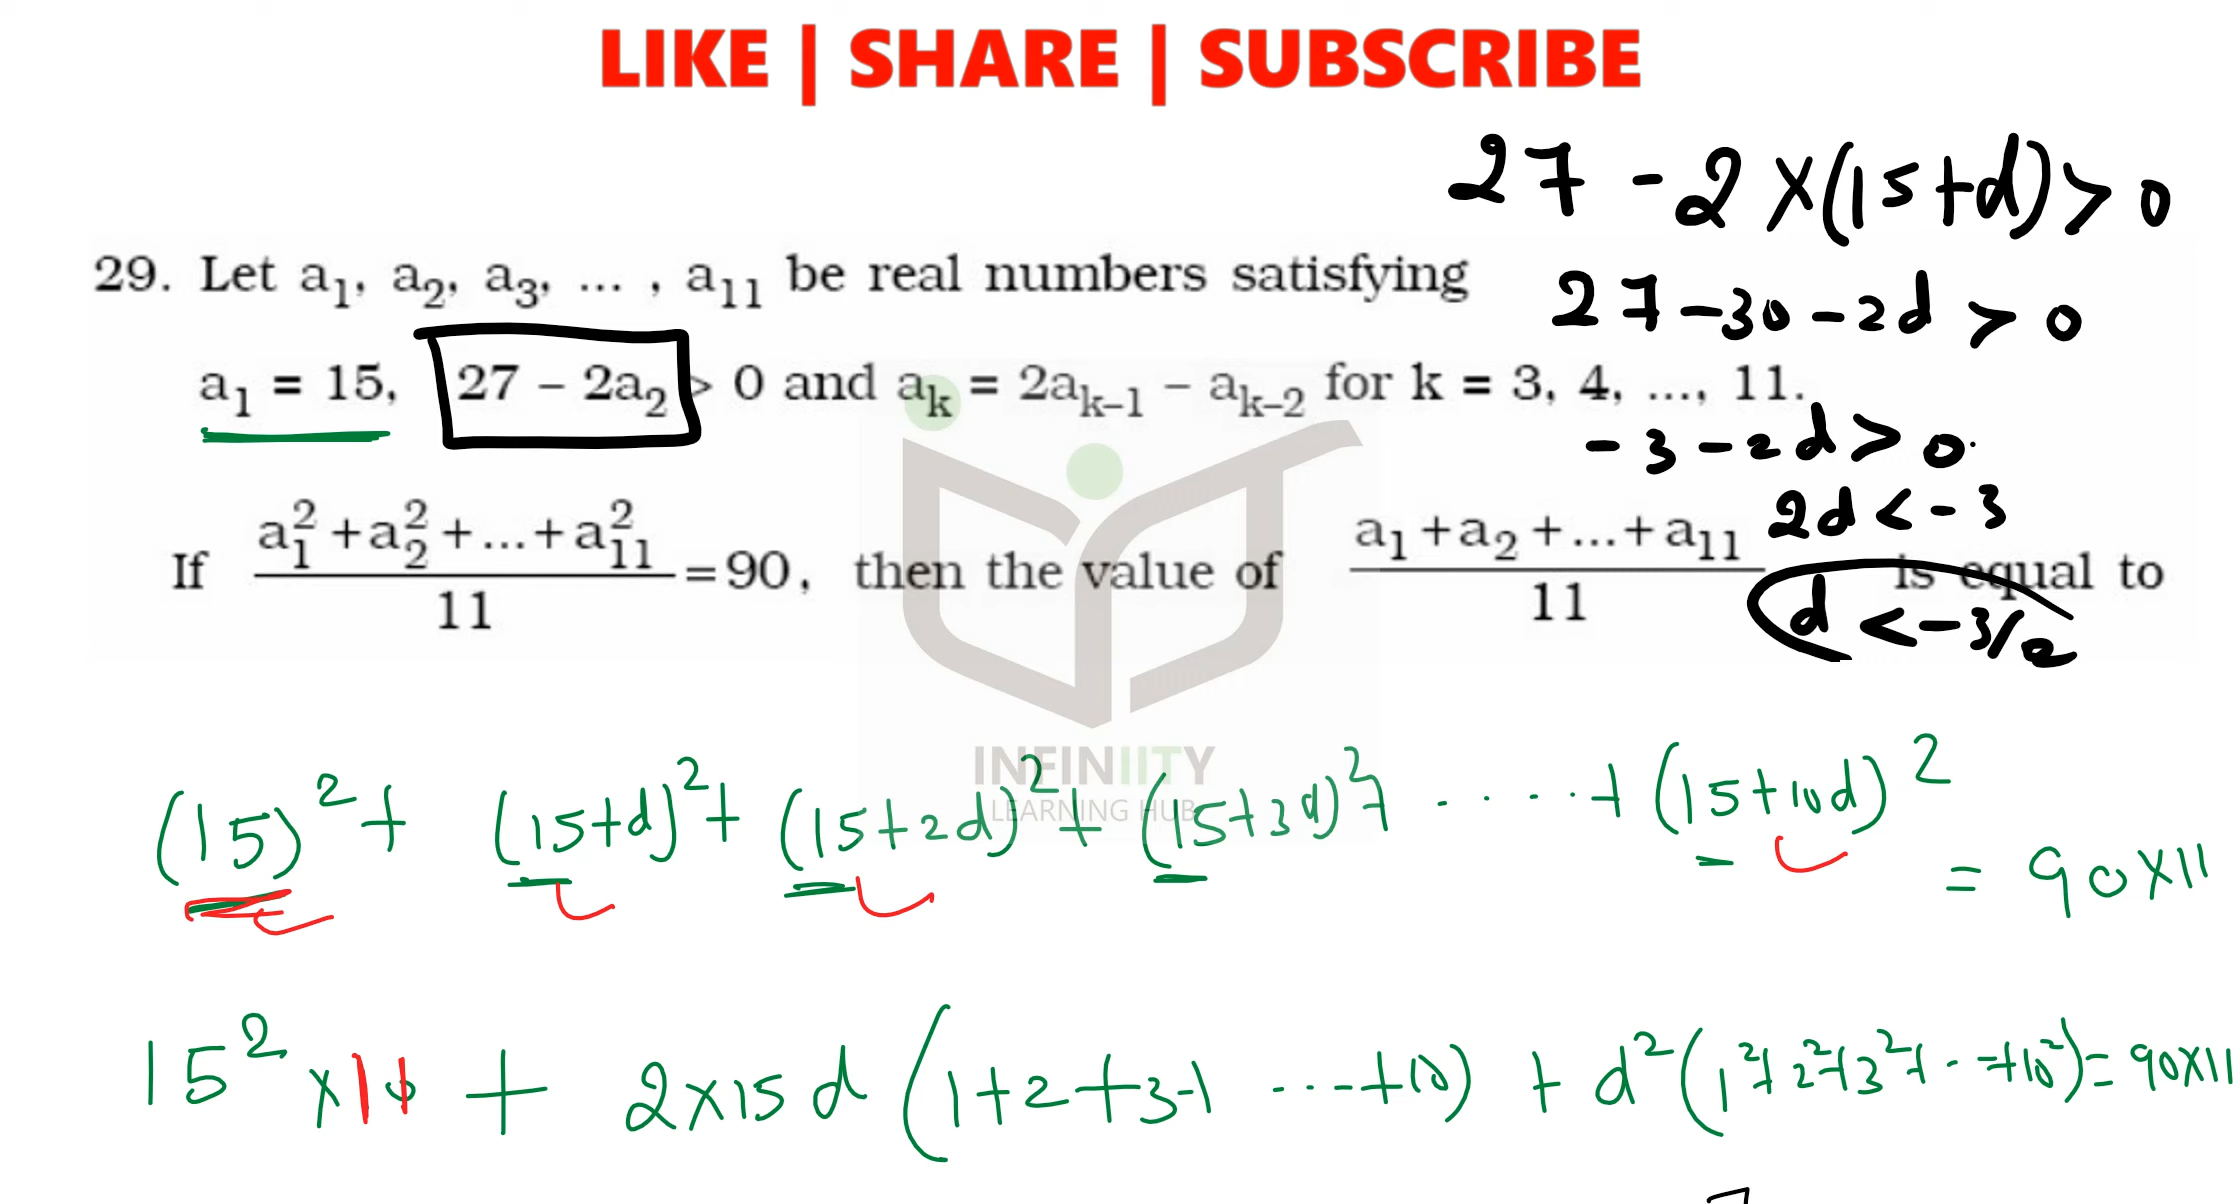 LIKE | SHARE | SUBSCRIBE
27 - 2 × (15+d) > 0
29. Let a₁, a₂, a₃, ... , a₁₁ be real numbers satisfying
27 - 30 - 2d > 0
a₁ = 15, 27 – 2a₂ > 0 and aₖ = 2aₖ₋₁ – aₖ₋₂ for k = 3, 4, ..., 11.
- 3 - 2d > 0
2d < - 3
If (a₁² + a₂² + ... + a₁₁²)/11 = 90, then the value of (a₁ + a₂ + ... + a₁₁)/11 is equal to
d < - 3/2
INFINIITY
LEARNING HUB
(15)² + (15+d)² + (15+2d)² + (15+3d)² + ..... + (15+10d)²
= 90×11
15² × 11 + 2×15d (1+2+3+ ...+10) + d² (1²+2²+3²+..+10²) = 90×11